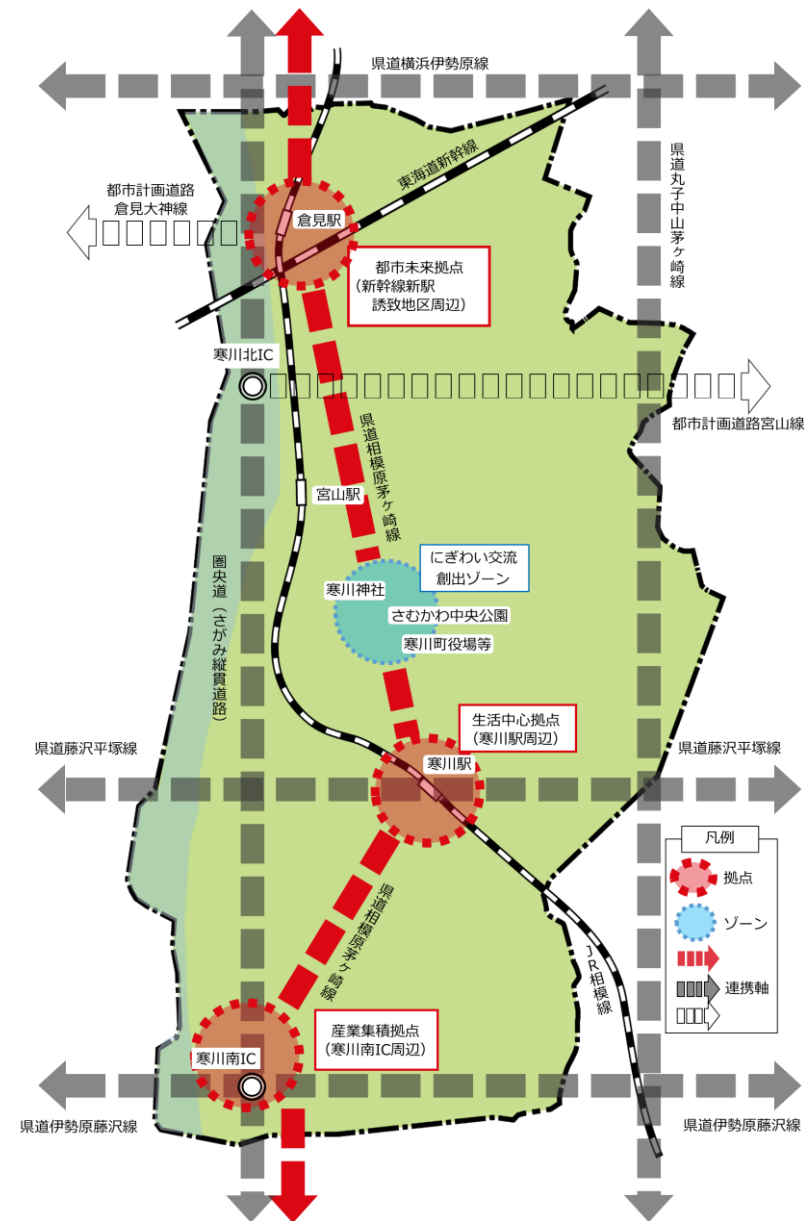 県道横浜伊勢原線
東海道新幹線
県道丸子中山茅ヶ崎線
都市計画道路
倉見大神線
倉見駅
都市未来拠点
（新幹線新駅
誘致地区周辺）
寒川北IC
都市計画道路宮山線
県道相模原茅ヶ崎線
宮山駅
にぎわい交流
創出ゾーン
寒川神社
さむかわ中央公園
寒川町役場等
圏央道（さがみ縦貫道路）
生活中心拠点
（寒川駅周辺）
県道藤沢平塚線
県道藤沢平塚線
寒川駅
凡例
拠点
ゾーン
連携軸
県道相模原茅ヶ崎線
JR相模線
産業集積拠点
（寒川南IC周辺）
寒川南IC
県道伊勢原藤沢線
県道伊勢原藤沢線